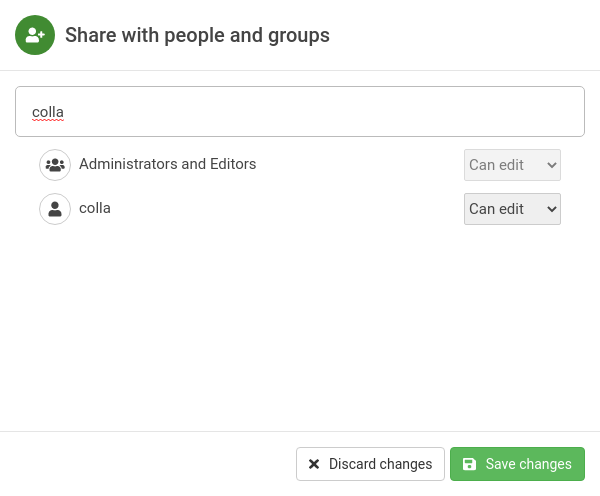 Share with people and groups
colla
Administrators and Editors Can edit
colla Can edit
Discard changes Save changes